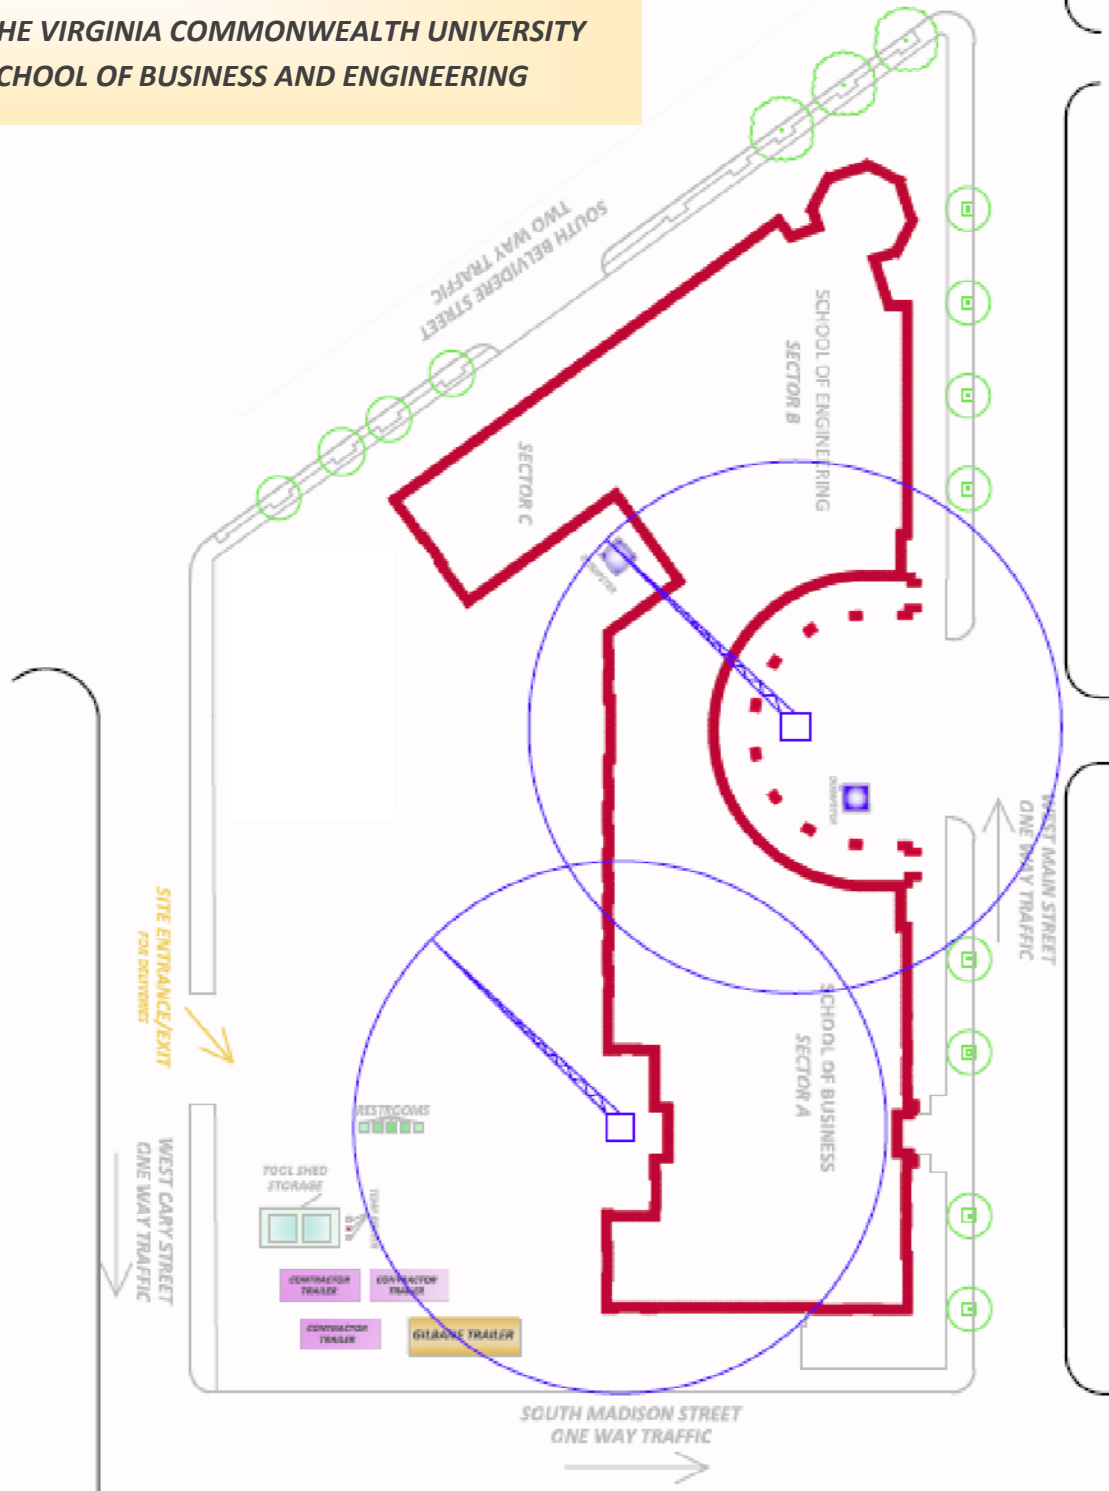 HE VIRGINIA COMMONWEALTH UNIVERSITY
CHOOL OF BUSINESS AND ENGINEERING
SOUTH BELVIDERE STREET
TWO WAY TRAFFIC
SCHOOL OF ENGINEERING
SECTOR B
SECTOR C
DUMPSTER
DUMPSTER
WEST MAIN STREET
ONE WAY TRAFFIC
SITE ENTRANCE/EXIT
FOR DELIVERIES
SCHOOL OF BUSINESS
SECTOR A
RESTROOMS
WEST CARY STREET
ONE WAY TRAFFIC
TOOL SHED
STORAGE
CONTRACTOR
TRAILER
CONTRACTOR
TRAILER
CONTRACTOR
TRAILER
GILBANE TRAILER
SOUTH MADISON STREET
ONE WAY TRAFFIC